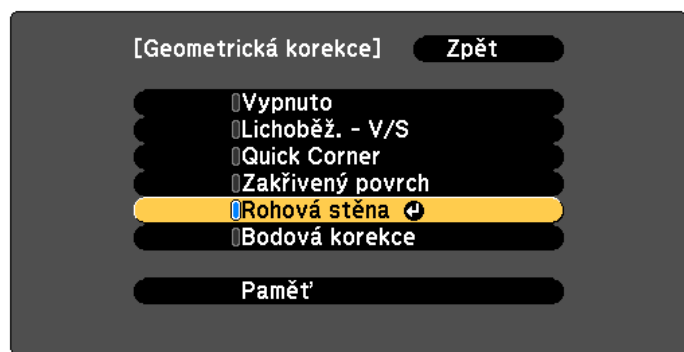 [Geometrická korekce] Zpět
Vypnuto
Lichoběž. - V/S
Quick Corner
Zakřivený povrch
Rohová stěna
Bodová korekce
Paměť